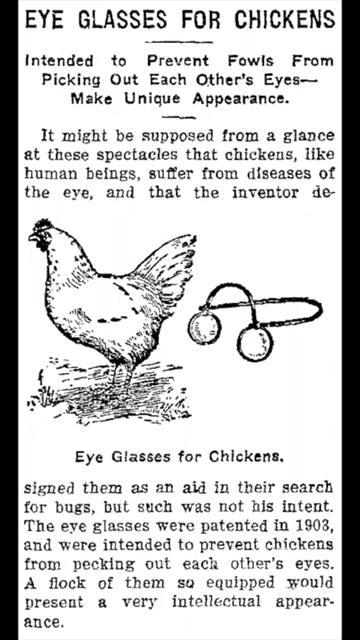 EYE GLASSES FOR CHICKENS
Intended to Prevent Fowls From
Picking Out Each Other's Eyes—
Make Unique Appearance.
It might be supposed from a glance
at these spectacles that chickens, like
human beings, suffer from diseases of
the eye, and that the inventor de-
Eye Glasses for Chickens.
signed them as an aid in their search
for bugs, but such was not his intent.
The eye glasses were patented in 1903,
and were intended to prevent chickens
from pecking out each other's eyes.
A flock of them so equipped would
present a very intellectual appear-
ance.